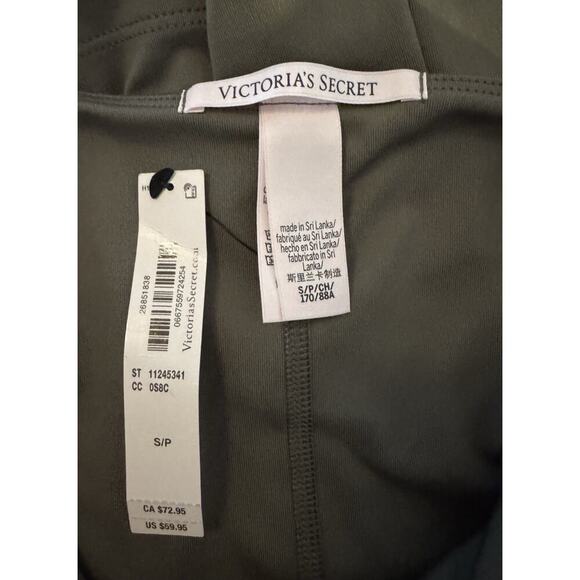 VICTORIA'S SECRET
made in Sri Lanka/
fabriqué au Sri Lanka/
hecho en Sri Lanka/
fabbricato in Sri
Lanka/
斯里兰卡制造
S/P/CH/
170/88A
26851838
0667559724254
VictoriasSecret.com
ST 11245341
CC 0S8C
S/P
CA $72.95
US $59.95